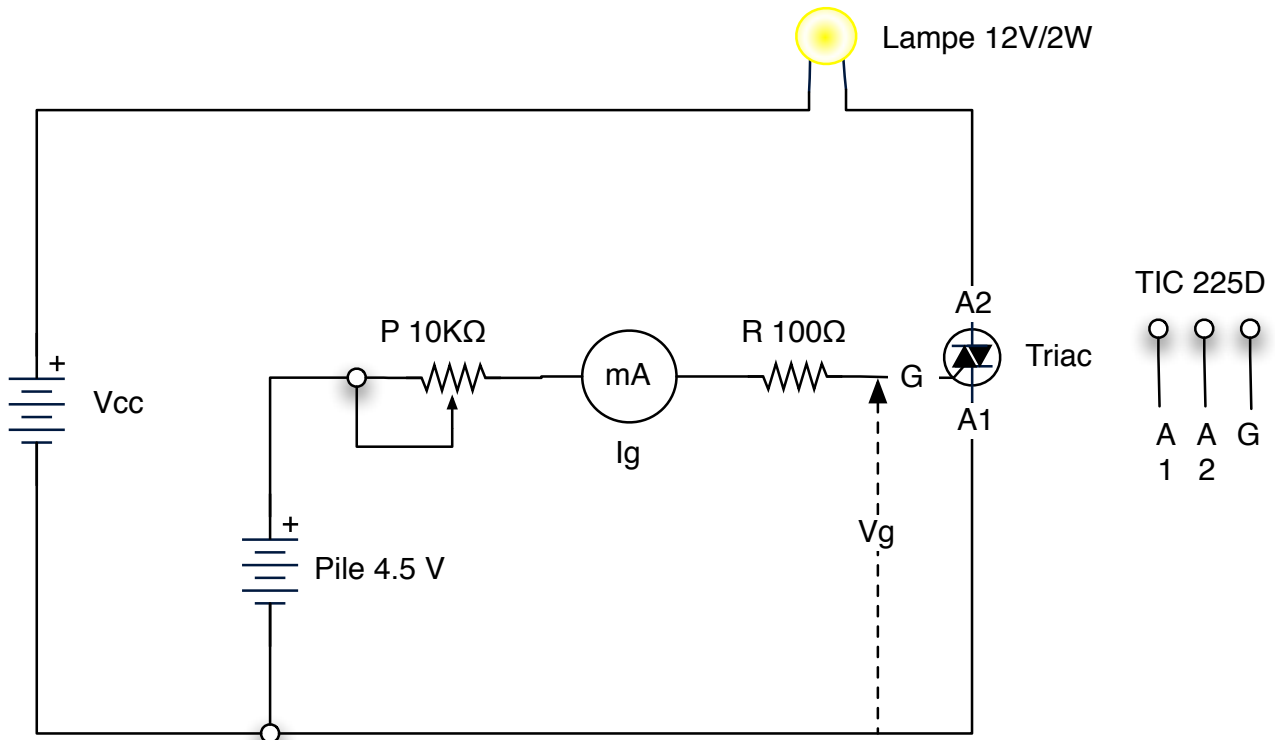 Lampe 12V/2W
TIC 225D
A2
P 10KΩ
R 100Ω
+
Vcc
mA
G
Triac
A1
A A G
1 2
Ig
+
Vg
Pile 4.5 V